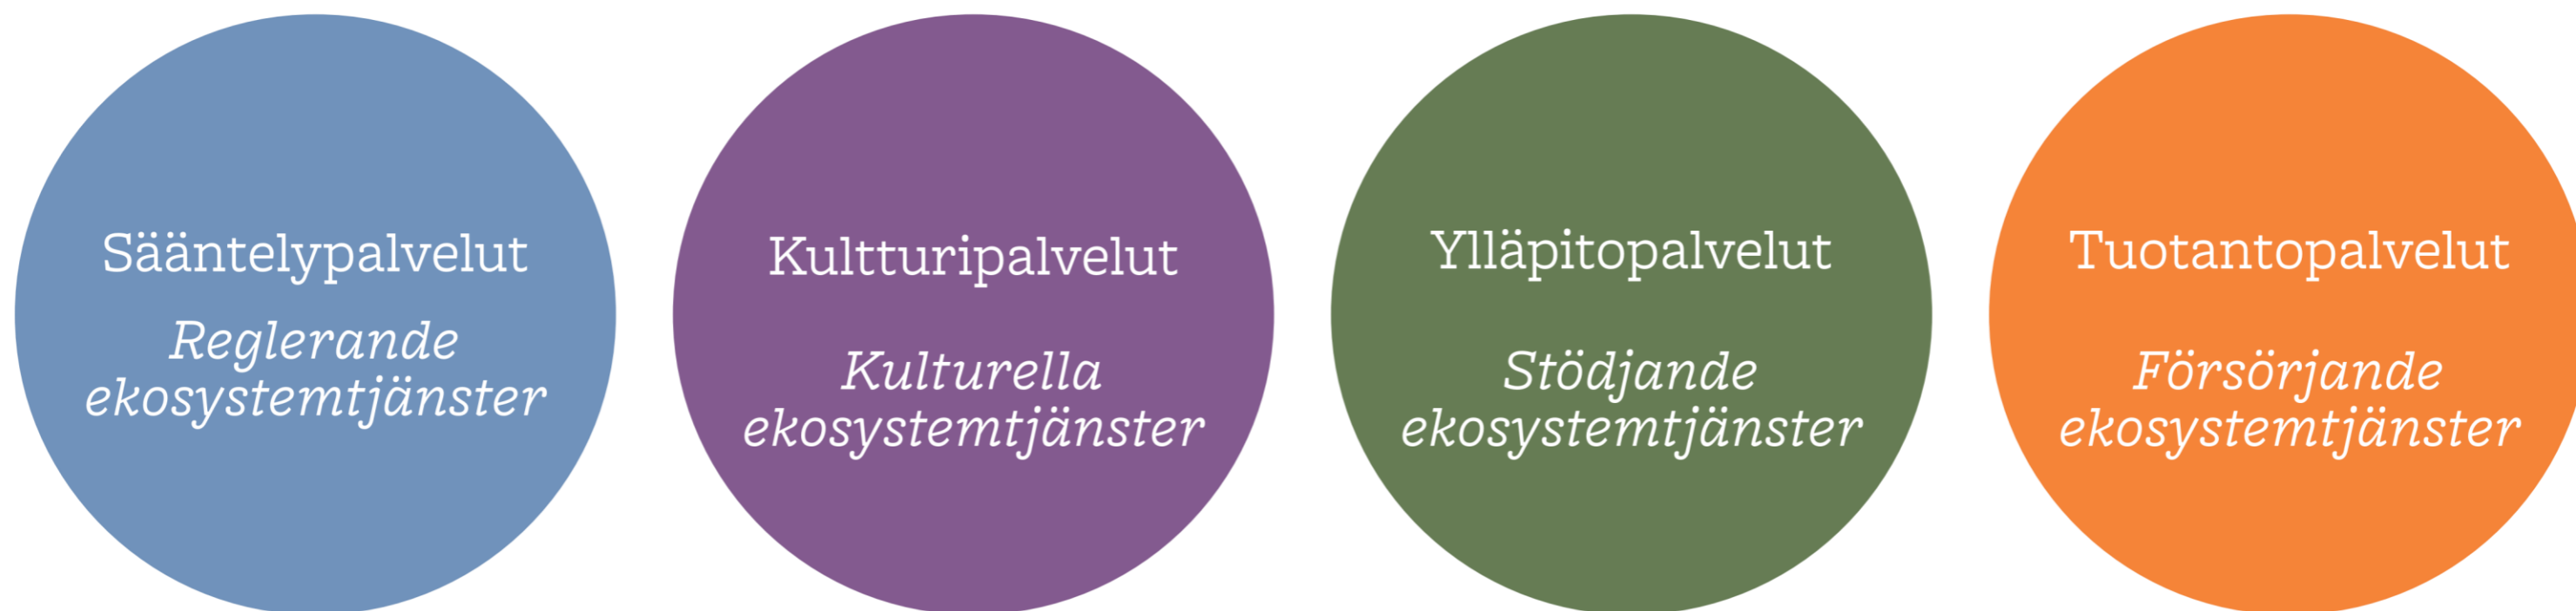 Sääntelypalvelut
Reglerande
ekosystemtjänster
Kultturipalvelut
Kulturella
ekosystemtjänster
Ylläpitopalvelut
Stödjande
ekosystemtjänster
Tuotantopalvelut
Försörjande
ekosystemtjänster